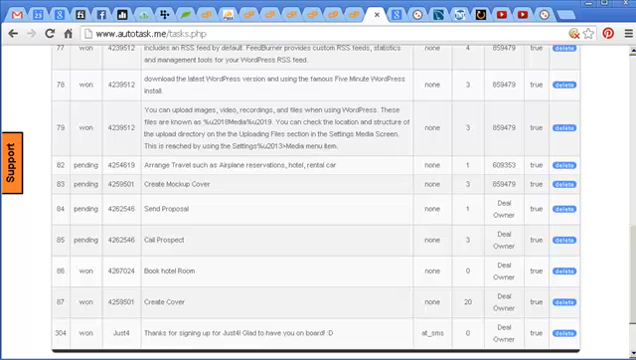 www.autotask.me/tasks.php
Support
77 won 4239512 includes an RSS feed by default. FeedBurner provides custom RSS feeds, statistics and management tools for your WordPress RSS feed. none 4 859479 true delete
78 won 4239512 download the latest WordPress version and using the famous Five Minute WordPress Install. none 3 859479 true delete
79 won 4239512 You can upload images, video, recordings, and files when using WordPress. These
files are known as %u2018Media%u2019. You can check the location and structure of
the upload directory on the the Uploading Files section in the Settings Media Screen.
This is reached by using the Settings%u2013>Media menu item. none 3 859479 true delete
82 pending 4254619 Arrange Travel such as Airplane reservations, hotel, rental car none 1 609353 true delete
83 pending 4259501 Create Mockup Cover none 3 859479 true delete
84 pending 4262546 Send Proposal none 1 Deal Owner true delete
85 pending 4262546 Call Prospect none 3 Deal Owner true delete
86 won 4267024 Book hotel Room none 0 Deal Owner true delete
87 won 4259501 Create Cover none 20 Deal Owner true delete
304 won Just4 Thanks for signing up for Just4! Glad to have you on board! :D at_sms 0 Deal Owner true delete